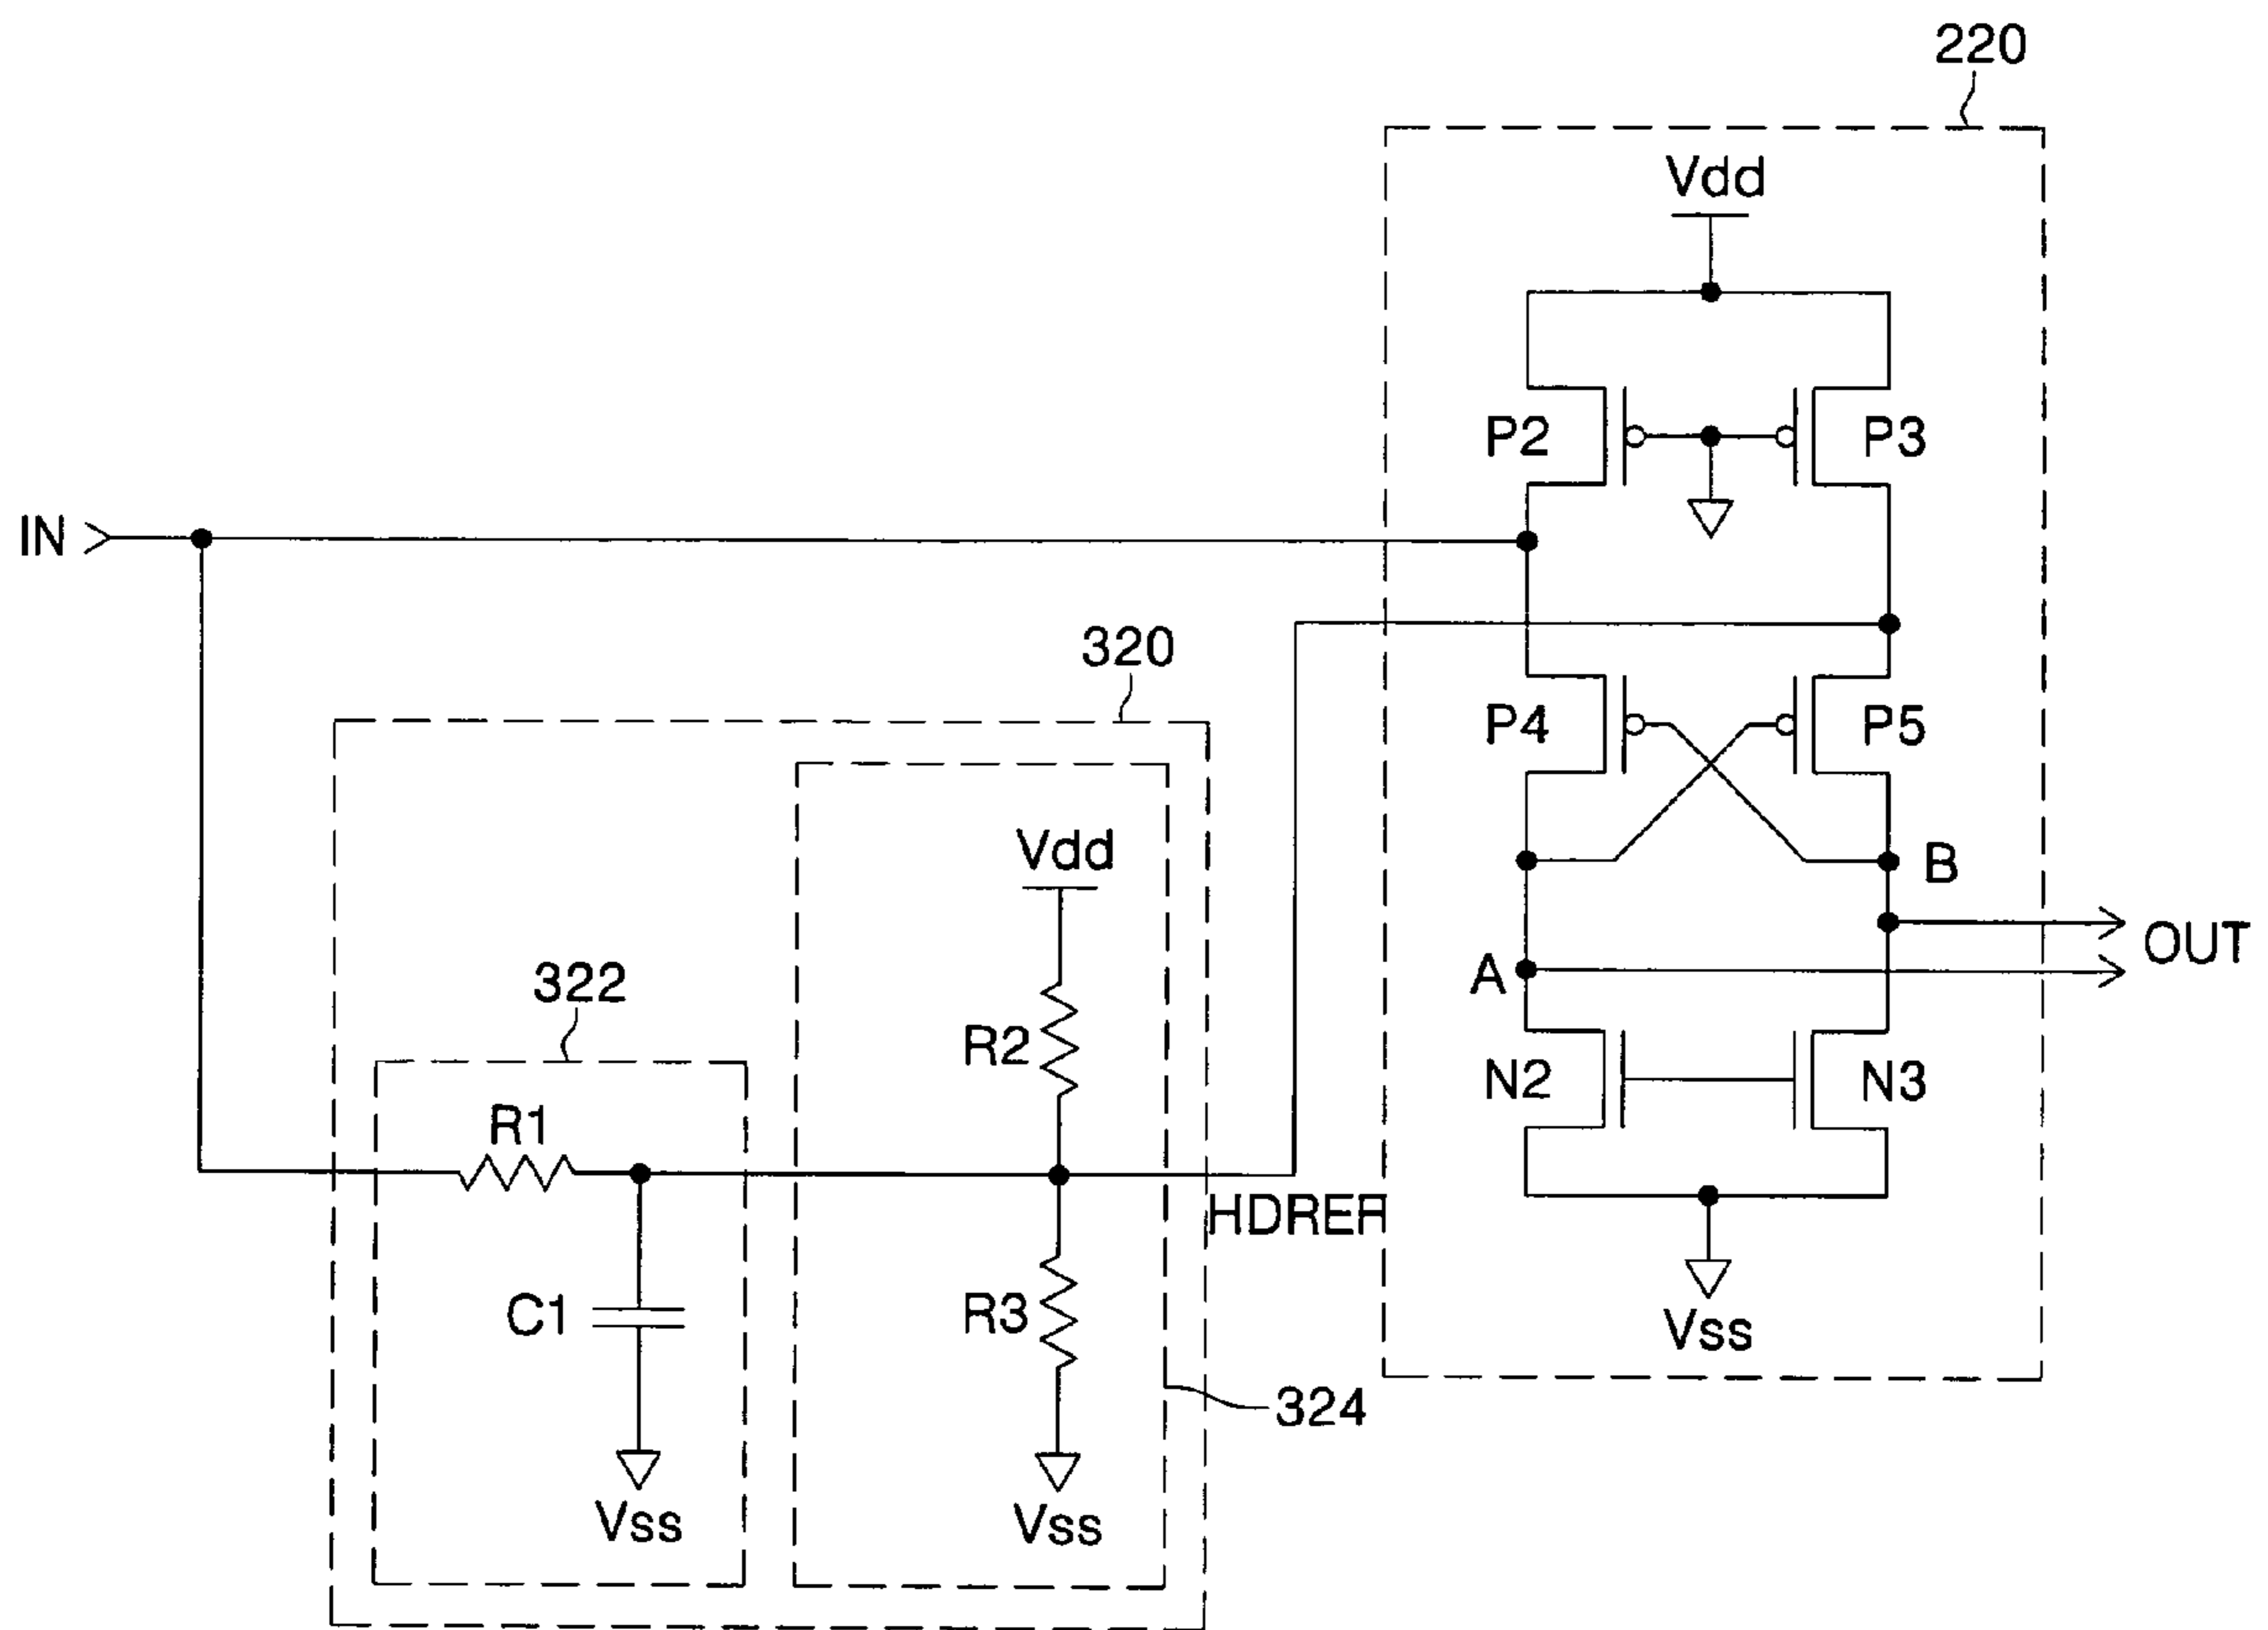 220
Vdd
P2
P3
IN
320
P4
P5
Vdd
B
OUT
322
A
R2
N2
N3
R1
HDREF
C1
R3
Vss
324
Vss
Vss